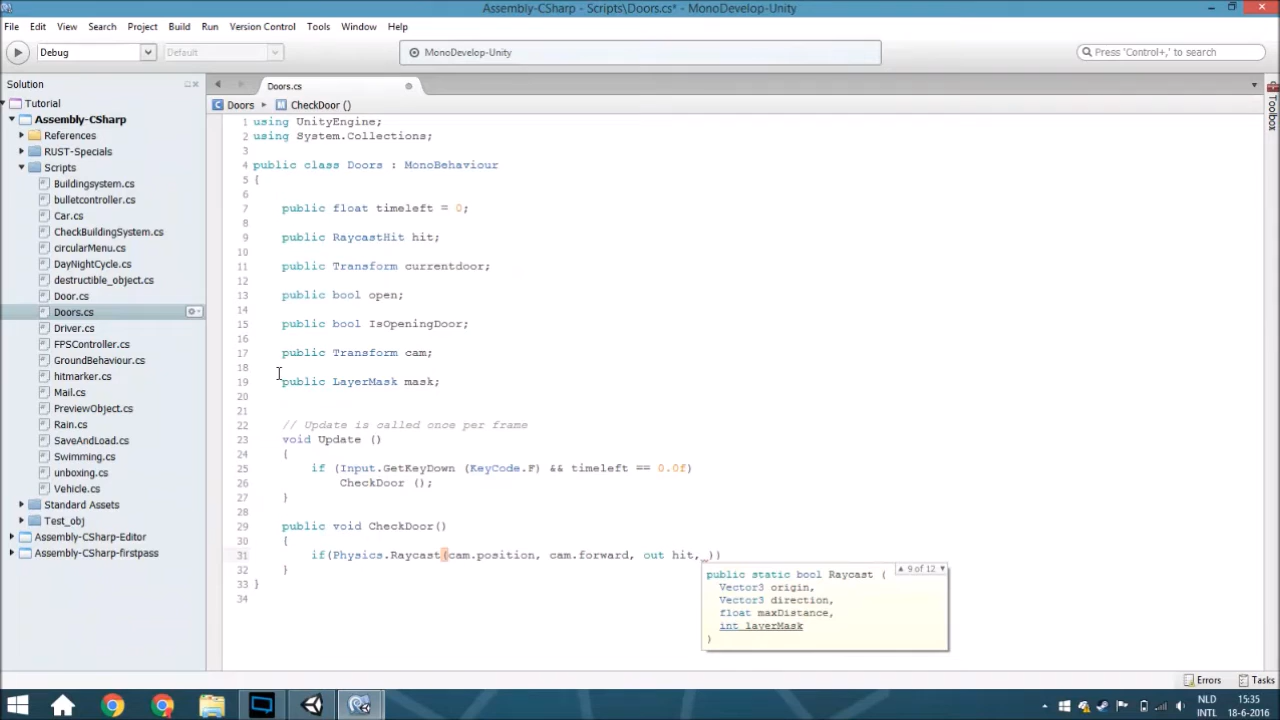 Assembly-CSharp - Scripts\Doors.cs* - MonoDevelop-Unity
File Edit View Search Project Build Run Version Control Tools Window Help
Debug Default MonoDevelop-Unity Press 'Control+,' to search
Solution
Tutorial
Assembly-CSharp
References
RUST-Specials
Scripts
Buildingsystem.cs
bulletcontroller.cs
Car.cs
CheckBuildingSystem.cs
circularMenu.cs
DayNightCycle.cs
destructible_object.cs
Door.cs
Doors.cs
Driver.cs
FPSController.cs
GroundBehaviour.cs
hitmarker.cs
Mail.cs
PreviewObject.cs
Rain.cs
SaveAndLoad.cs
Swimming.cs
unboxing.cs
Vehicle.cs
Standard Assets
Test_obj
Assembly-CSharp-Editor
Assembly-CSharp-firstpass
Doors.cs
Doors CheckDoor ()
1 using UnityEngine;
2 using System.Collections;
3
4 public class Doors : MonoBehaviour
5 {
6
7 public float timeleft = 0;
8
9 public RaycastHit hit;
10
11 public Transform currentdoor;
12
13 public bool open;
14
15 public bool IsOpeningDoor;
16
17 public Transform cam;
18
19 public LayerMask mask;
20
21
22 // Update is called once per frame
23 void Update ()
24 {
25 if (Input.GetKeyDown (KeyCode.F) && timeleft == 0.0f)
26 CheckDoor ();
27 }
28
29 public void CheckDoor()
30 {
31 if(Physics.Raycast(cam.position, cam.forward, out hit, ))
32 }
33 }
34
9 of 12
public static bool Raycast (
Vector3 origin,
Vector3 direction,
float maxDistance,
int layerMask
)
Toolbox
Errors Tasks
NLD
INTL
15:35
18-6-2016